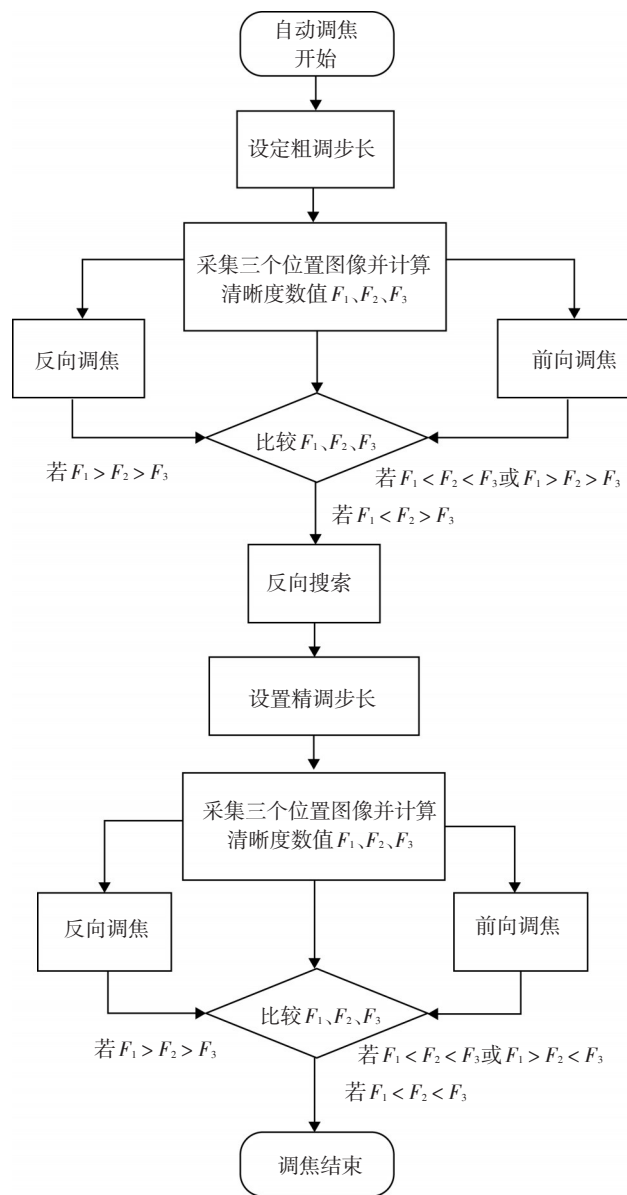 自动调焦
开始
设定粗调步长
采集三个位置图像并计算
清晰度数值F₁、F₂、F₃
反向调焦
前向调焦
比较F₁、F₂、F₃
若F₁>F₂>F₃
若F₁<F₂<F₃或F₁>F₂>F₃
若F₁<F₂>F₃
反向搜索
设置精调步长
采集三个位置图像并计算
清晰度数值F₁、F₂、F₃
反向调焦
前向调焦
比较F₁、F₂、F₃
若F₁>F₂>F₃
若F₁<F₂<F₃或F₁>F₂<F₃
若F₁<F₂<F₃
调焦结束